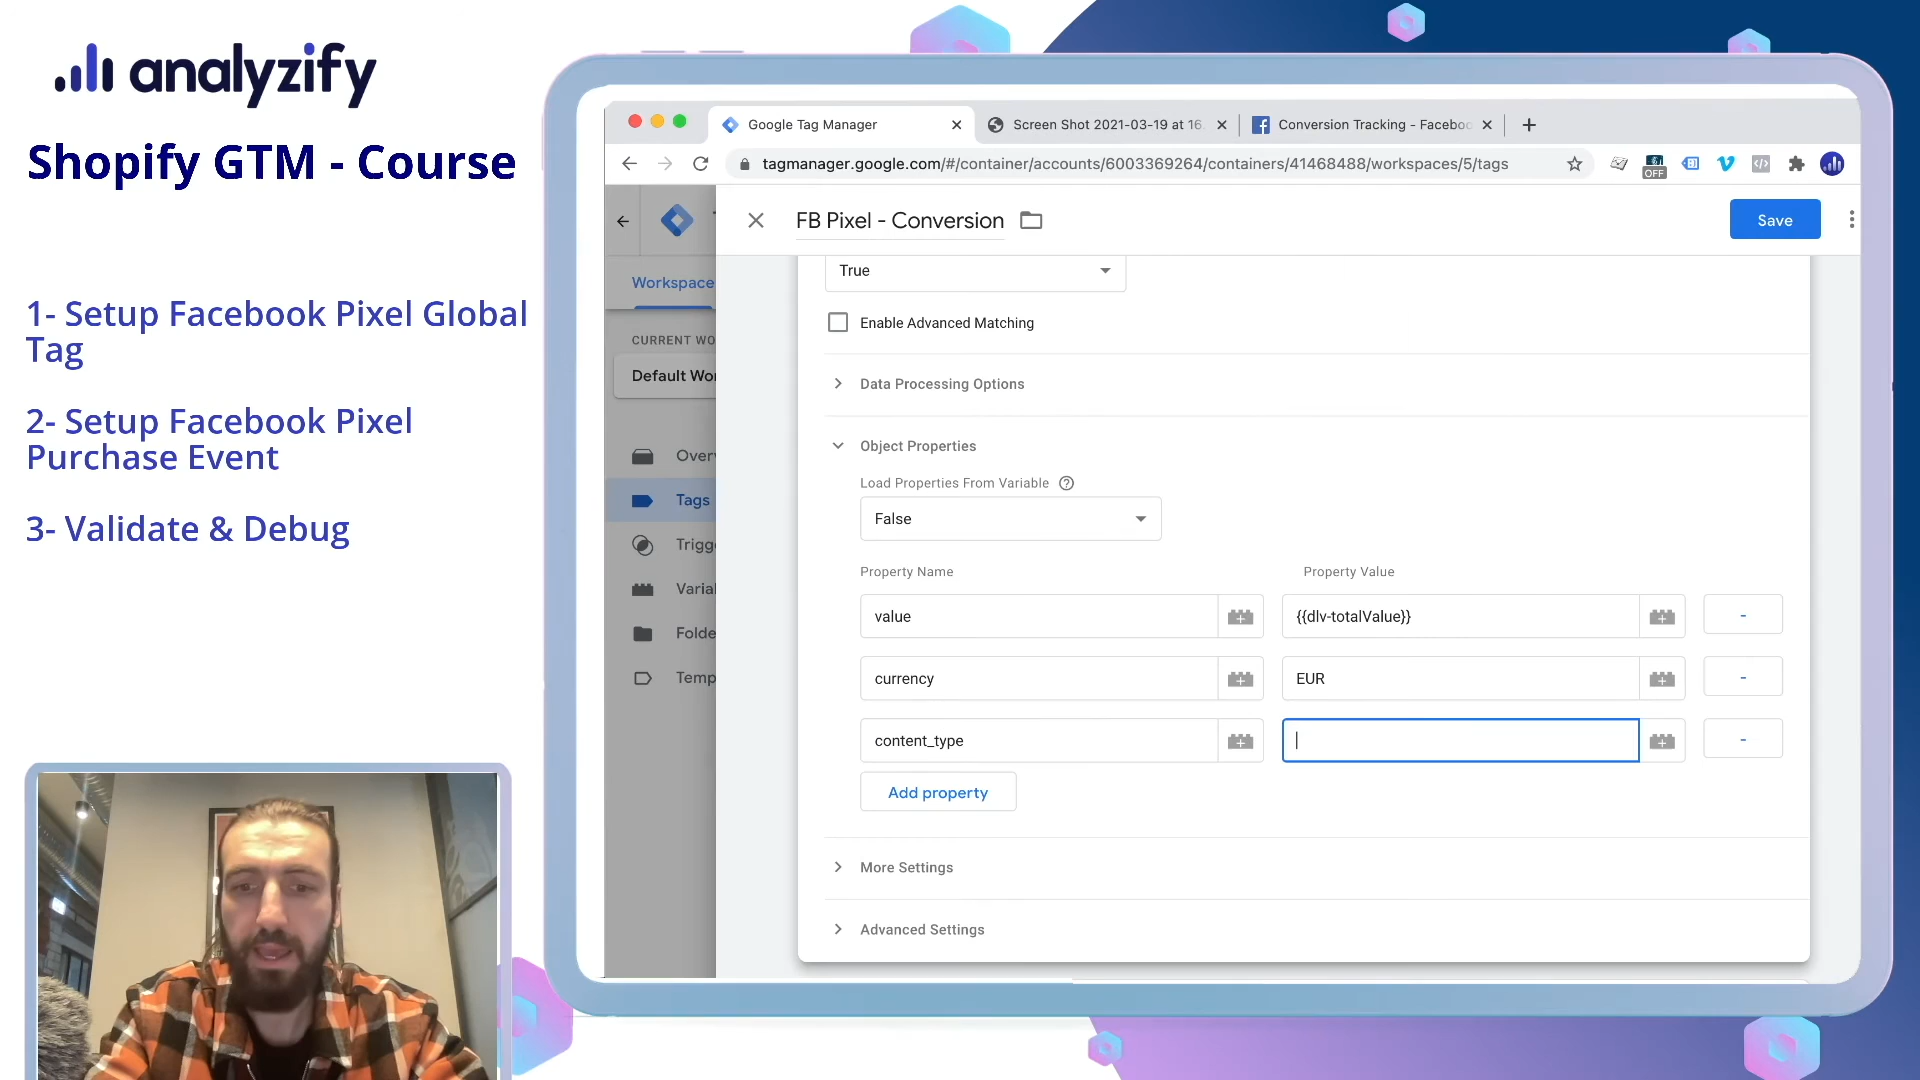 analyzify
Shopify GTM - Course
1- Setup Facebook Pixel Global
Tag
2- Setup Facebook Pixel
Purchase Event
3- Validate & Debug
Google Tag Manager
Screen Shot 2021-03-19 at 16
Conversion Tracking - Facebo
tagmanager.google.com/#/container/accounts/6003369264/containers/41468488/workspaces/5/tags
OFF
FB Pixel - Conversion
Save
Workspace
CURRENT WO
Default Wor
Over
Tags
Trigg
Varial
Folde
Temp
True
Enable Advanced Matching
Data Processing Options
Object Properties
Load Properties From Variable
False
Property Name
Property Value
value
{{dlv-totalValue}}
-
currency
EUR
-
content_type
-
Add property
More Settings
Advanced Settings